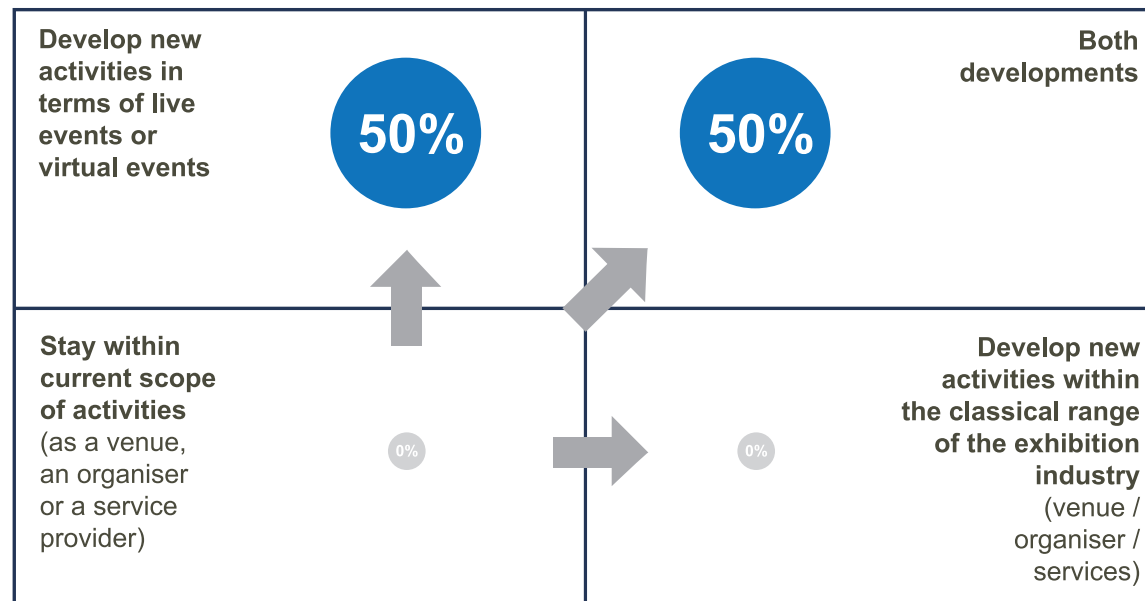 Develop new
activities in
terms of live
events or
virtual events
50%
50%
Both
developments
Stay within
current scope
of activities
(as a venue,
an organiser
or a service
provider)
0%
0%
Develop new
activities within
the classical range
of the exhibition
industry
(venue /
organiser /
services)